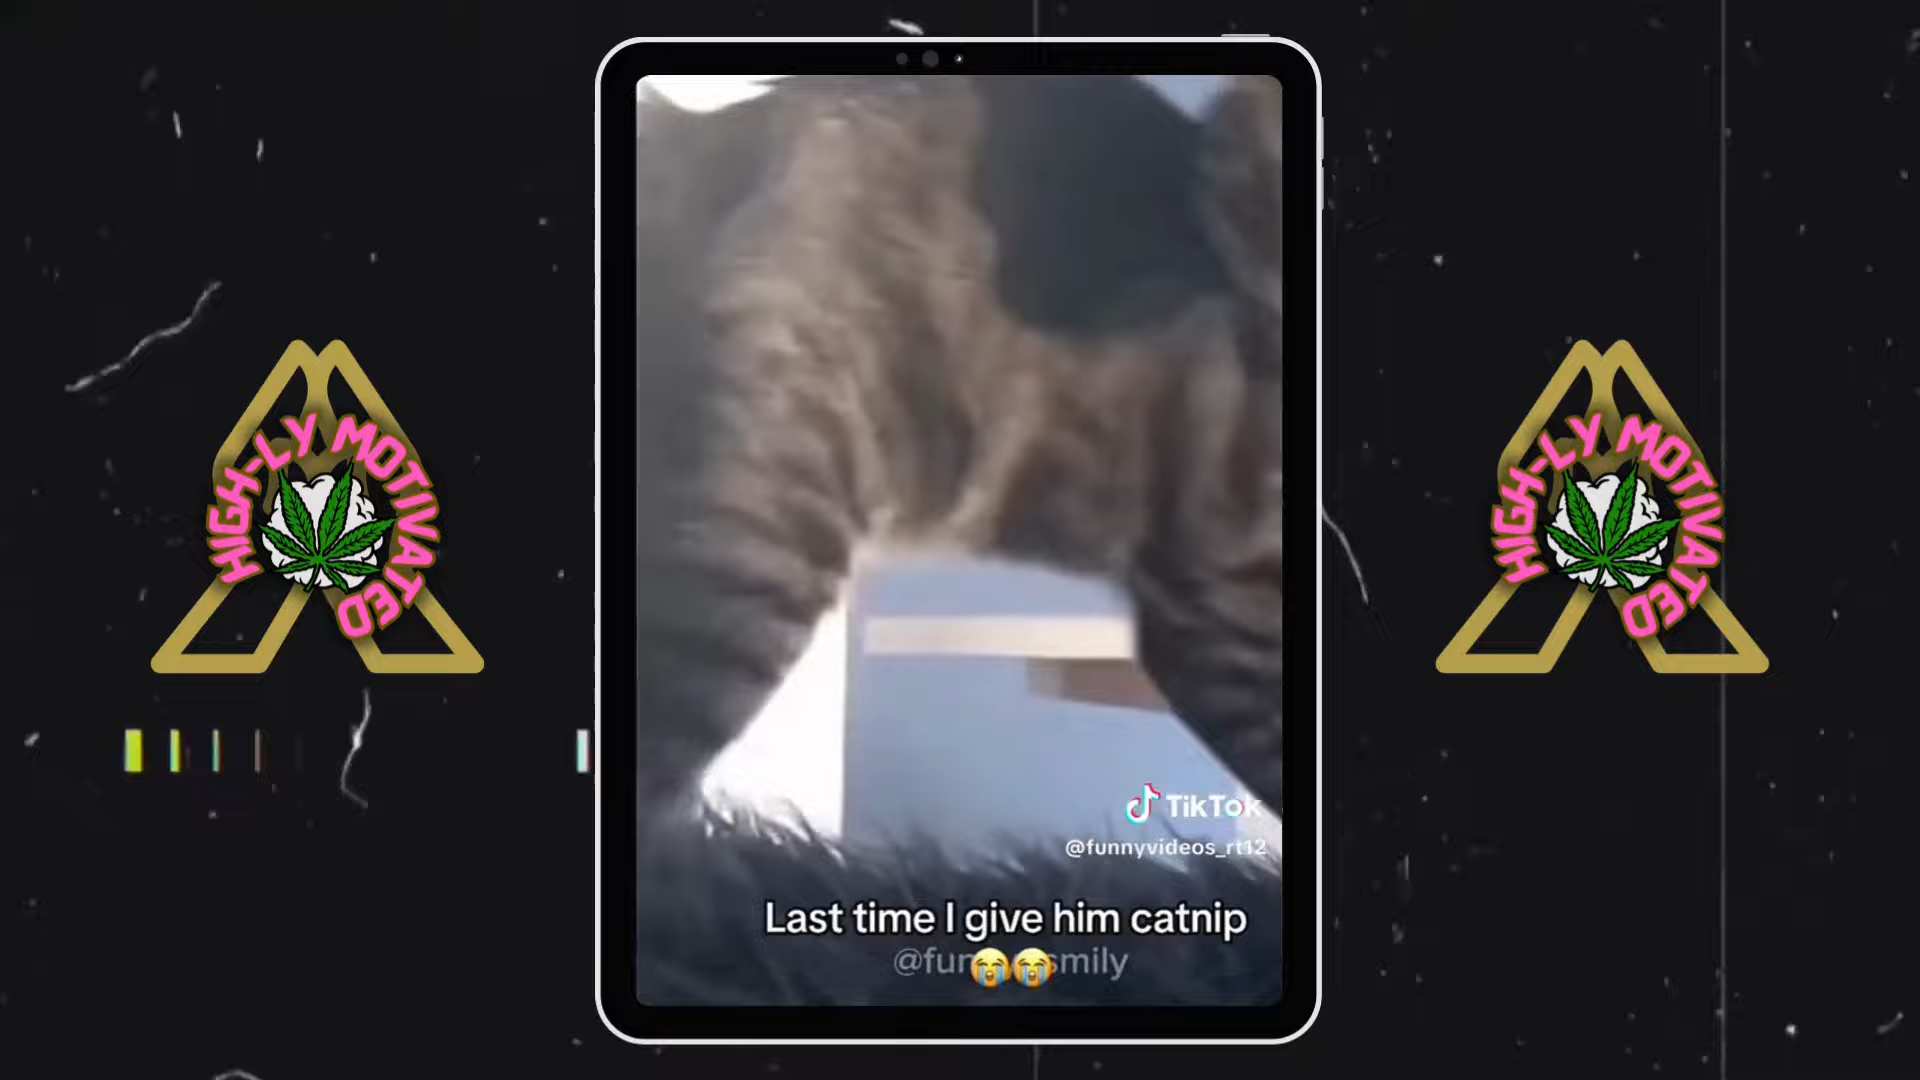 HIGH-LY MOTIVATED
HIGH-LY MOTIVATED
TikTok
@funnyvideos_rt12
Last time I give him catnip
😭😭